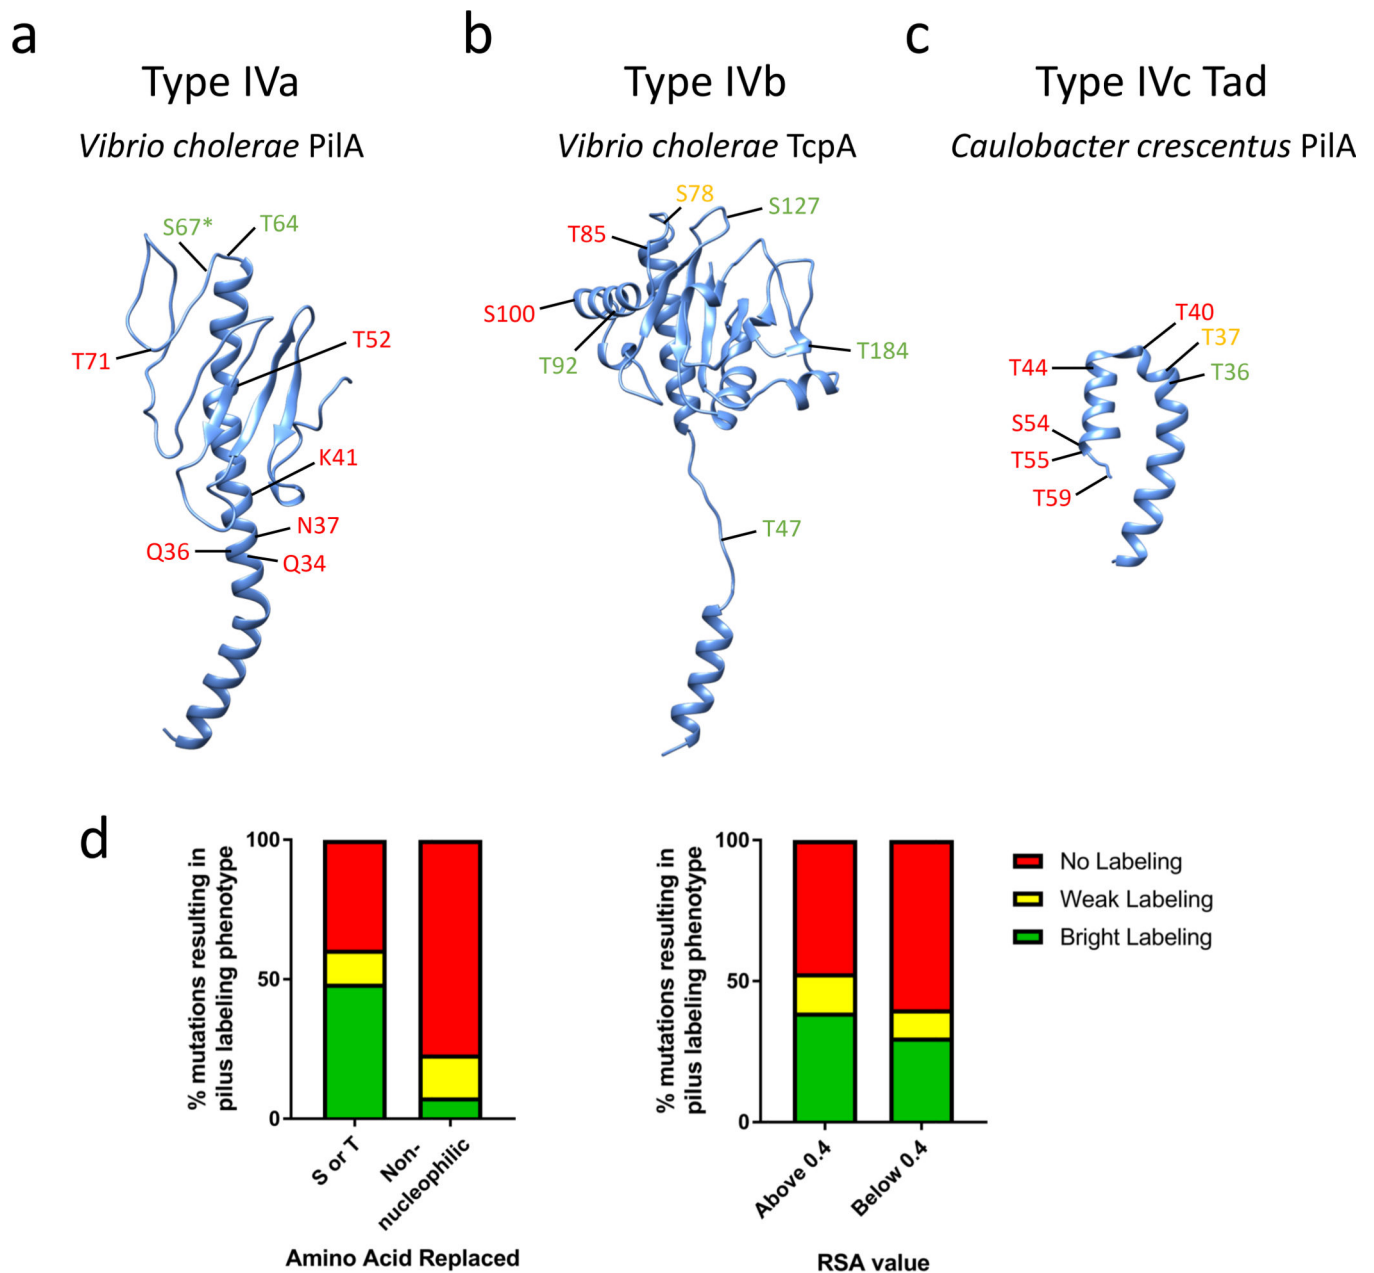 a
b
c
Type IVa
Type IVb
Type IVc Tad
Vibrio cholerae PilA
Vibrio cholerae TcpA
Caulobacter crescentus PilA
S67*
T64
T71
T52
K41
N37
Q36
Q34
S78
S127
T85
S100
T92
T184
T47
T40
T37
T44
T36
S54
T55
T59
d
% mutations resulting in
pilus labeling phenotype
100
50
0
S or T
Non-
nucleophilic
Amino Acid Replaced
% mutations resulting in
pilus labeling phenotype
100
50
0
Above 0.4
Below 0.4
RSA value
No Labeling
Weak Labeling
Bright Labeling